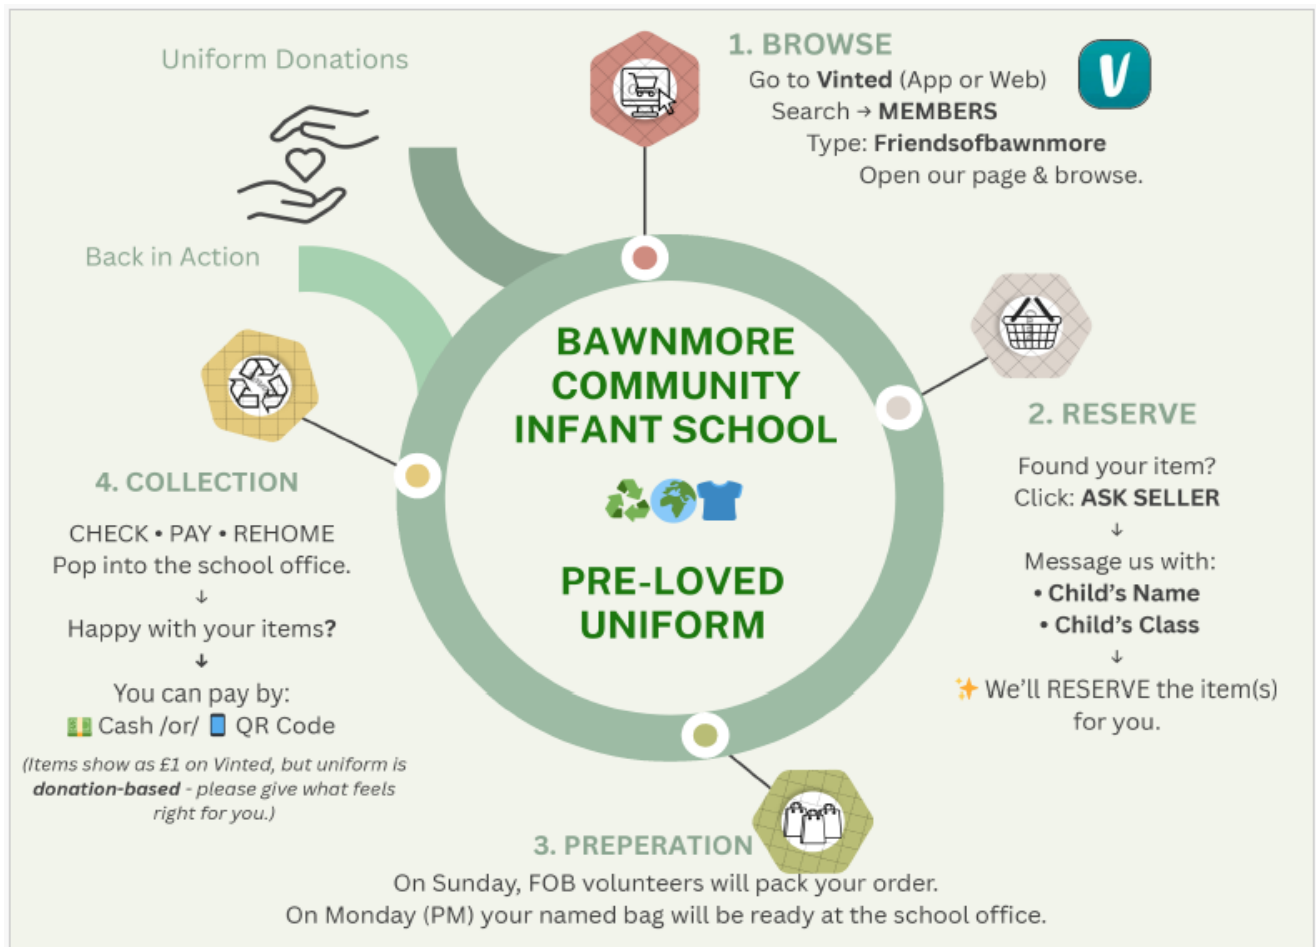 Uniform Donations
Back in Action
1. BROWSE
Go to Vinted (App or Web)
Search → MEMBERS
Type: Friendsofbawnmore
Open our page & browse.
V
BAWNMORE
COMMUNITY
INFANT SCHOOL
PRE-LOVED
UNIFORM
2. RESERVE
Found your item?
Click: ASK SELLER
↓
Message us with:
• Child's Name
• Child's Class
↓
✨ We'll RESERVE the item(s)
for you.
3. PREPERATION
On Sunday, FOB volunteers will pack your order.
On Monday (PM) your named bag will be ready at the school office.
4. COLLECTION
CHECK • PAY • REHOME
Pop into the school office.
↓
Happy with your items?
↓
You can pay by:
💵 Cash /or/ 📱 QR Code
(Items show as £1 on Vinted, but uniform is
donation-based - please give what feels
right for you.)